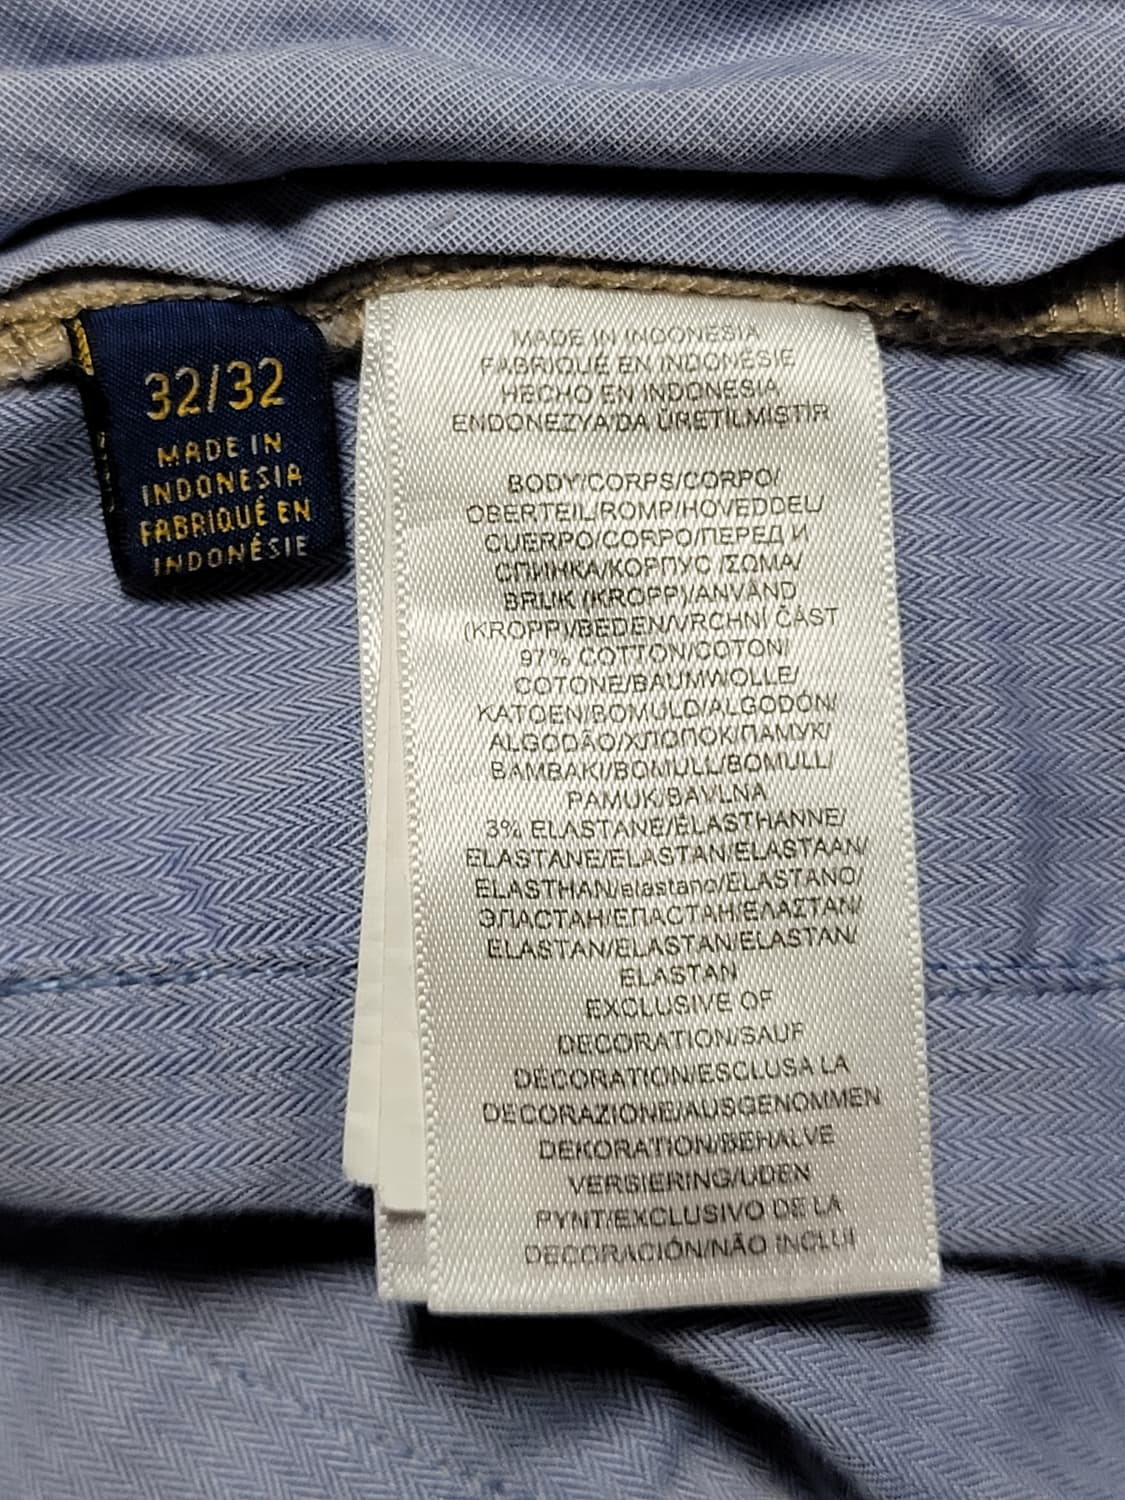 32/32
MADE IN
INDONESIA
FABRIQUÉ EN
INDONÉSIE
MADE IN INDONESIA
FABRIQUÉ EN INDONÉSIE
HECHO EN INDONESIA
ENDONEZYA'DA ÜRETILMIŞTIR
BODY/CORPS/CORPO/
OBERTEIL/ROMP/HOVEDDEL/
CUERPO/CORPO/ПЕРЕД И
СПИНКА/КОРПУС /ΣΩΜΑ/
BRUK (KROPP)/ANVÄND
(KROPP)/BEDEN/VRCHNÍ ČÁST
97% COTTON/COTON/
COTONE/BAUMWOLLE/
KATOEN/BOMULD/ALGODÓN/
ALGODÃO/ХЛОПОК/ПАМУК/
BAMBAKI/BOMULL/BOMULL/
PAMUK/BAVLNA
3% ELASTANE/ÉLASTHANNE/
ELASTANE/ELASTAN/ELASTAAN/
ELASTHAN/elastano/ELASTANO/
ЭЛАСТАН/ЕЛАСТАН/ΕΛΑΣΤΑΝ/
ELASTAN/ELASTAN/ELASTAN/
ELASTAN
EXCLUSIVE OF
DECORATION/SAUF
DECORATION/ESCLUSA LA
DECORAZIONE/AUSGENOMMEN
DEKORATION/BEHALVE
VERSIERING/UDEN
PYNT/EXCLUSIVO DE LA
DECORACIÓN/NÃO INCLUI